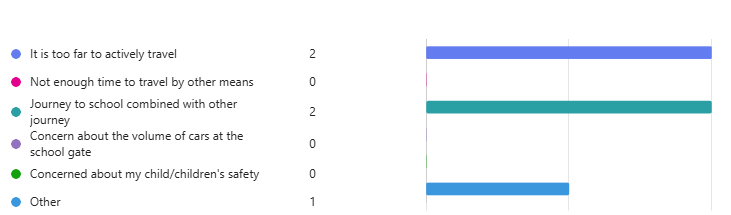 It is too far to actively travel 2
Not enough time to travel by other means 0
Journey to school combined with other
journey 2
Concern about the volume of cars at the
school gate 0
Concerned about my child/children's safety 0
Other 1